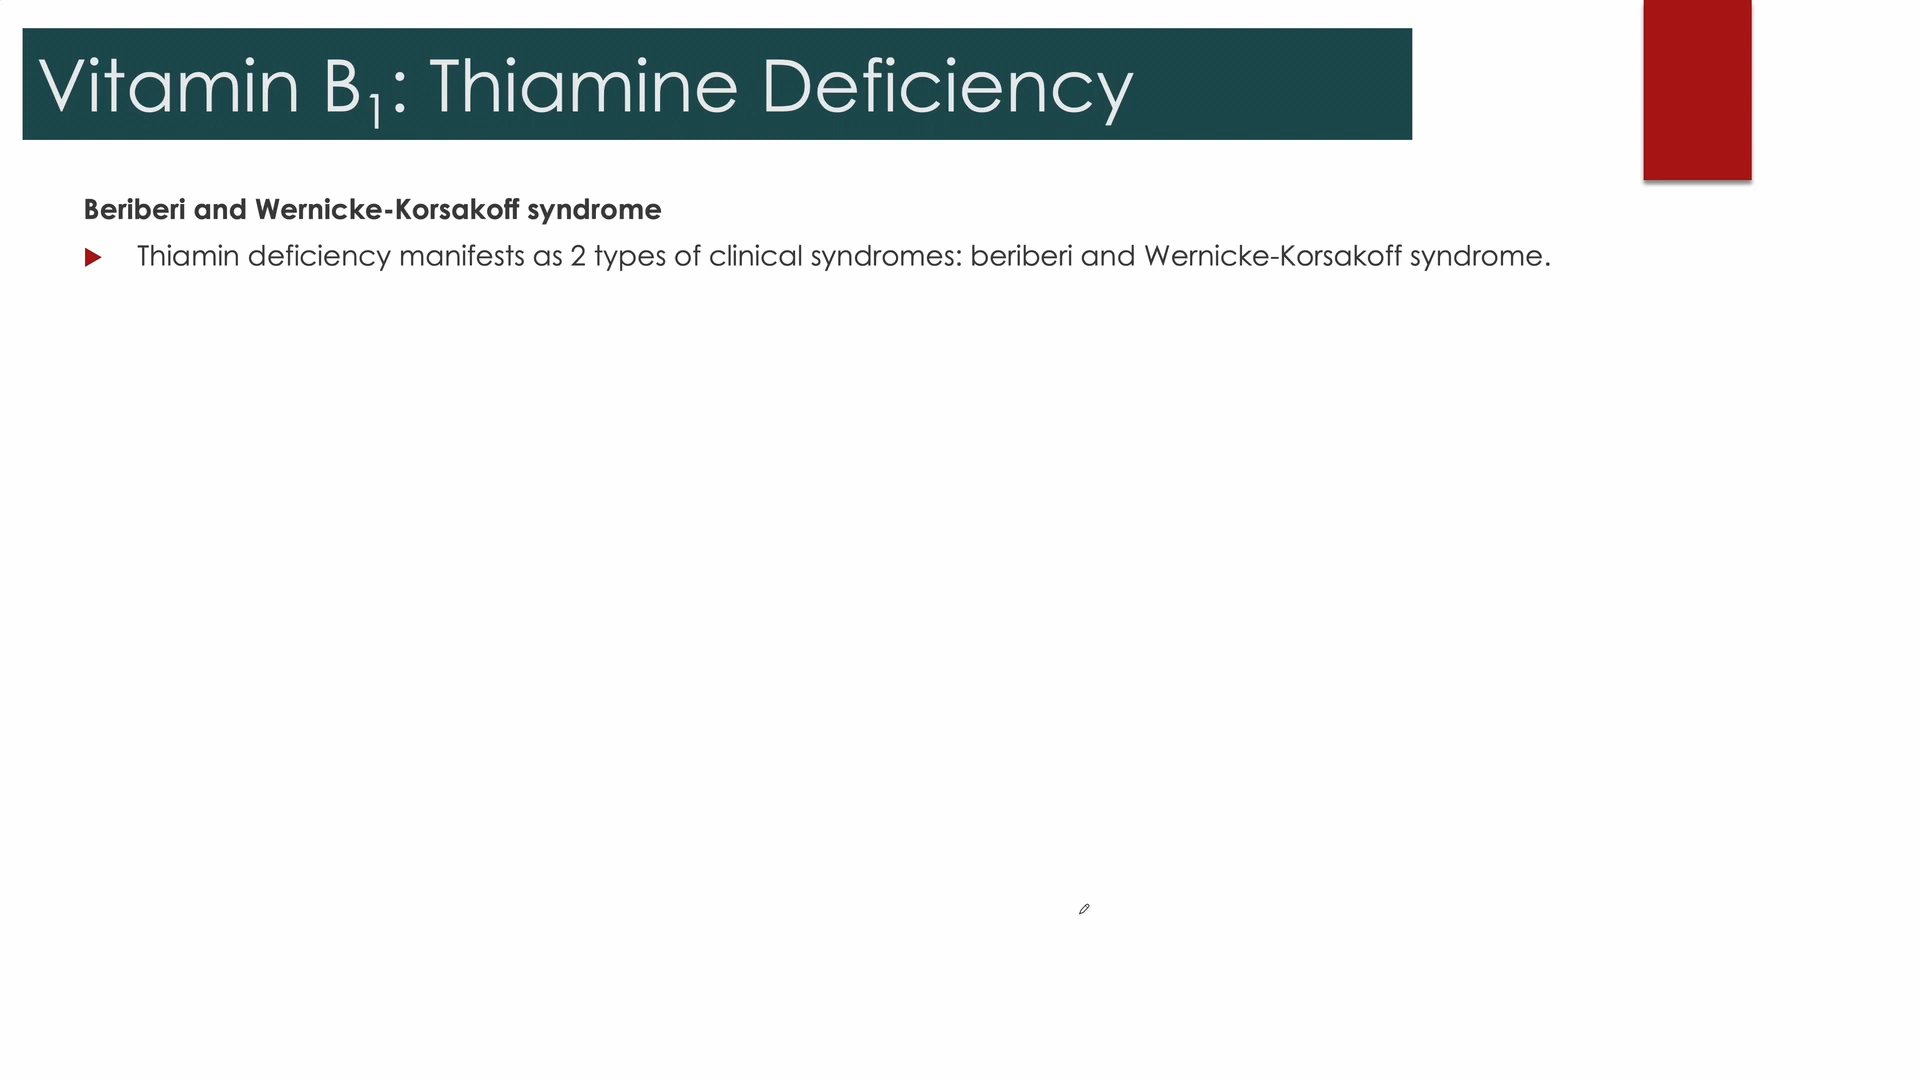 Vitamin B₁: Thiamine Deficiency
Beriberi and Wernicke-Korsakoff syndrome
Thiamin deficiency manifests as 2 types of clinical syndromes: beriberi and Wernicke-Korsakoff syndrome.